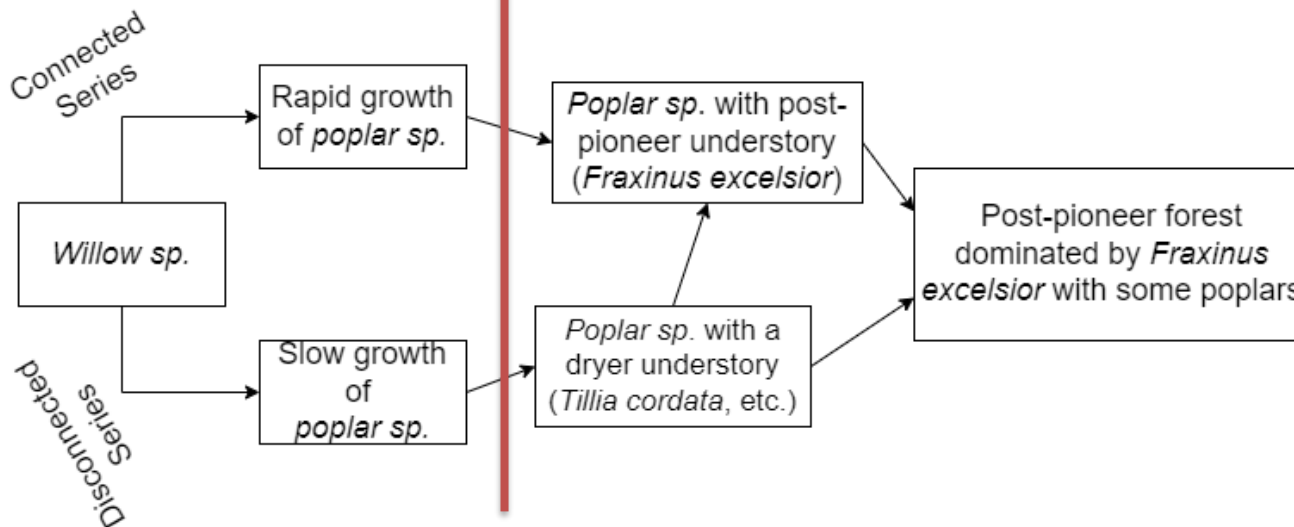 Connected
Series
Rapid growth
of poplar sp.
Poplar sp. with post-
pioneer understory
(Fraxinus excelsior)
Willow sp.
Post-pioneer forest
dominated by Fraxinus
excelsior with some poplars
Slow growth
of
poplar sp.
Poplar sp. with a
dryer understory
(Tillia cordata, etc.)
Disconnected
Series